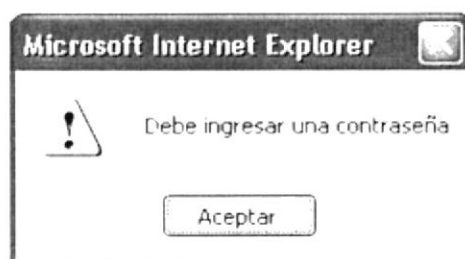 Microsoft Internet Explorer
Debe ingresar una contraseña
Aceptar